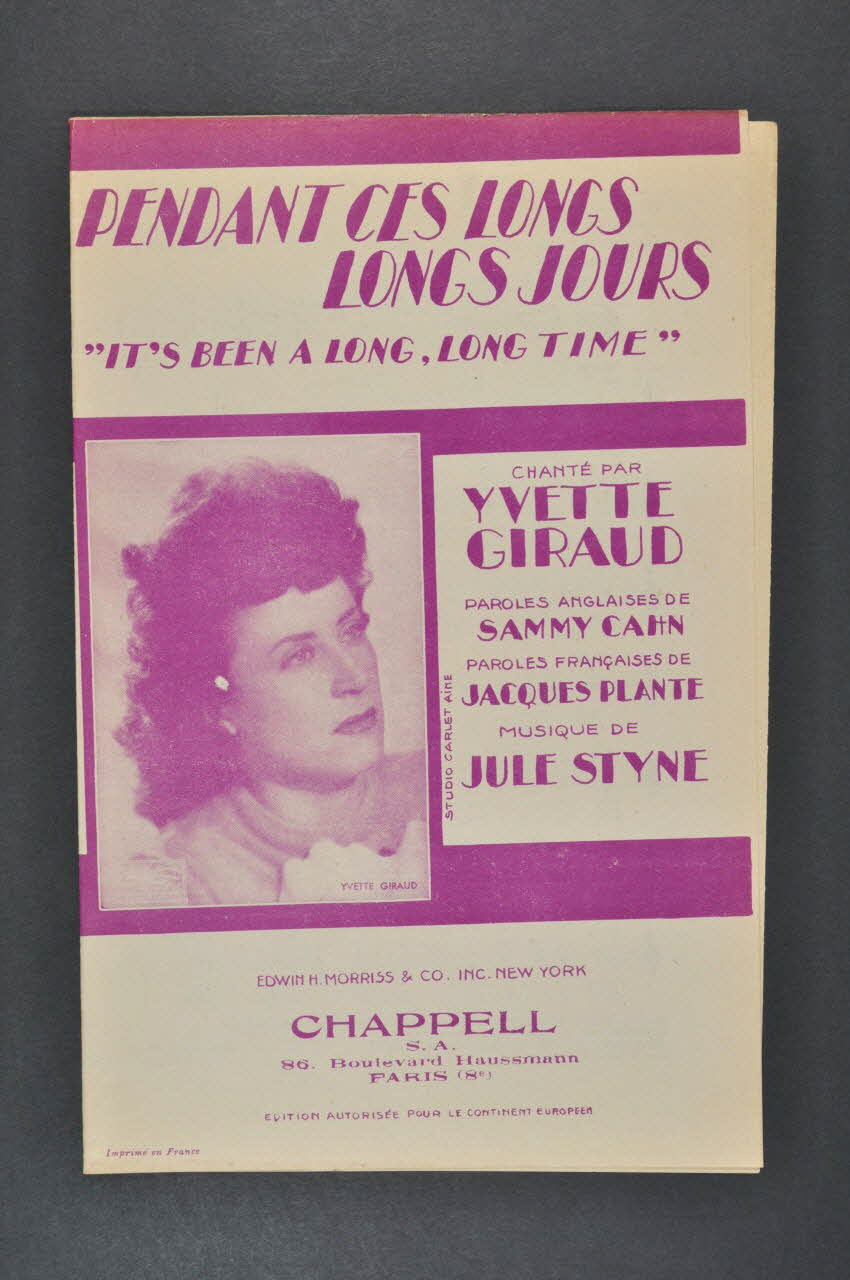 PENDANT CES LONGS
LONGS JOURS
"IT'S BEEN A LONG, LONG TIME"
CHANTÉ PAR
YVETTE
GIRAUD
PAROLES ANGLAISES DE
SAMMY CAHN
PAROLES FRANÇAISES DE
JACQUES PLANTE
MUSIQUE DE
JULE STYNE
STUDIO CARLET AINE
YVETTE GIRAUD
EDWIN H. MORRISS & CO. INC. NEW YORK
CHAPPELL
S. A.
86. Boulevard Haussmann
PARIS (8e)
EDITION AUTORISÉE POUR LE CONTINENT EUROPEEN
Imprimé en France